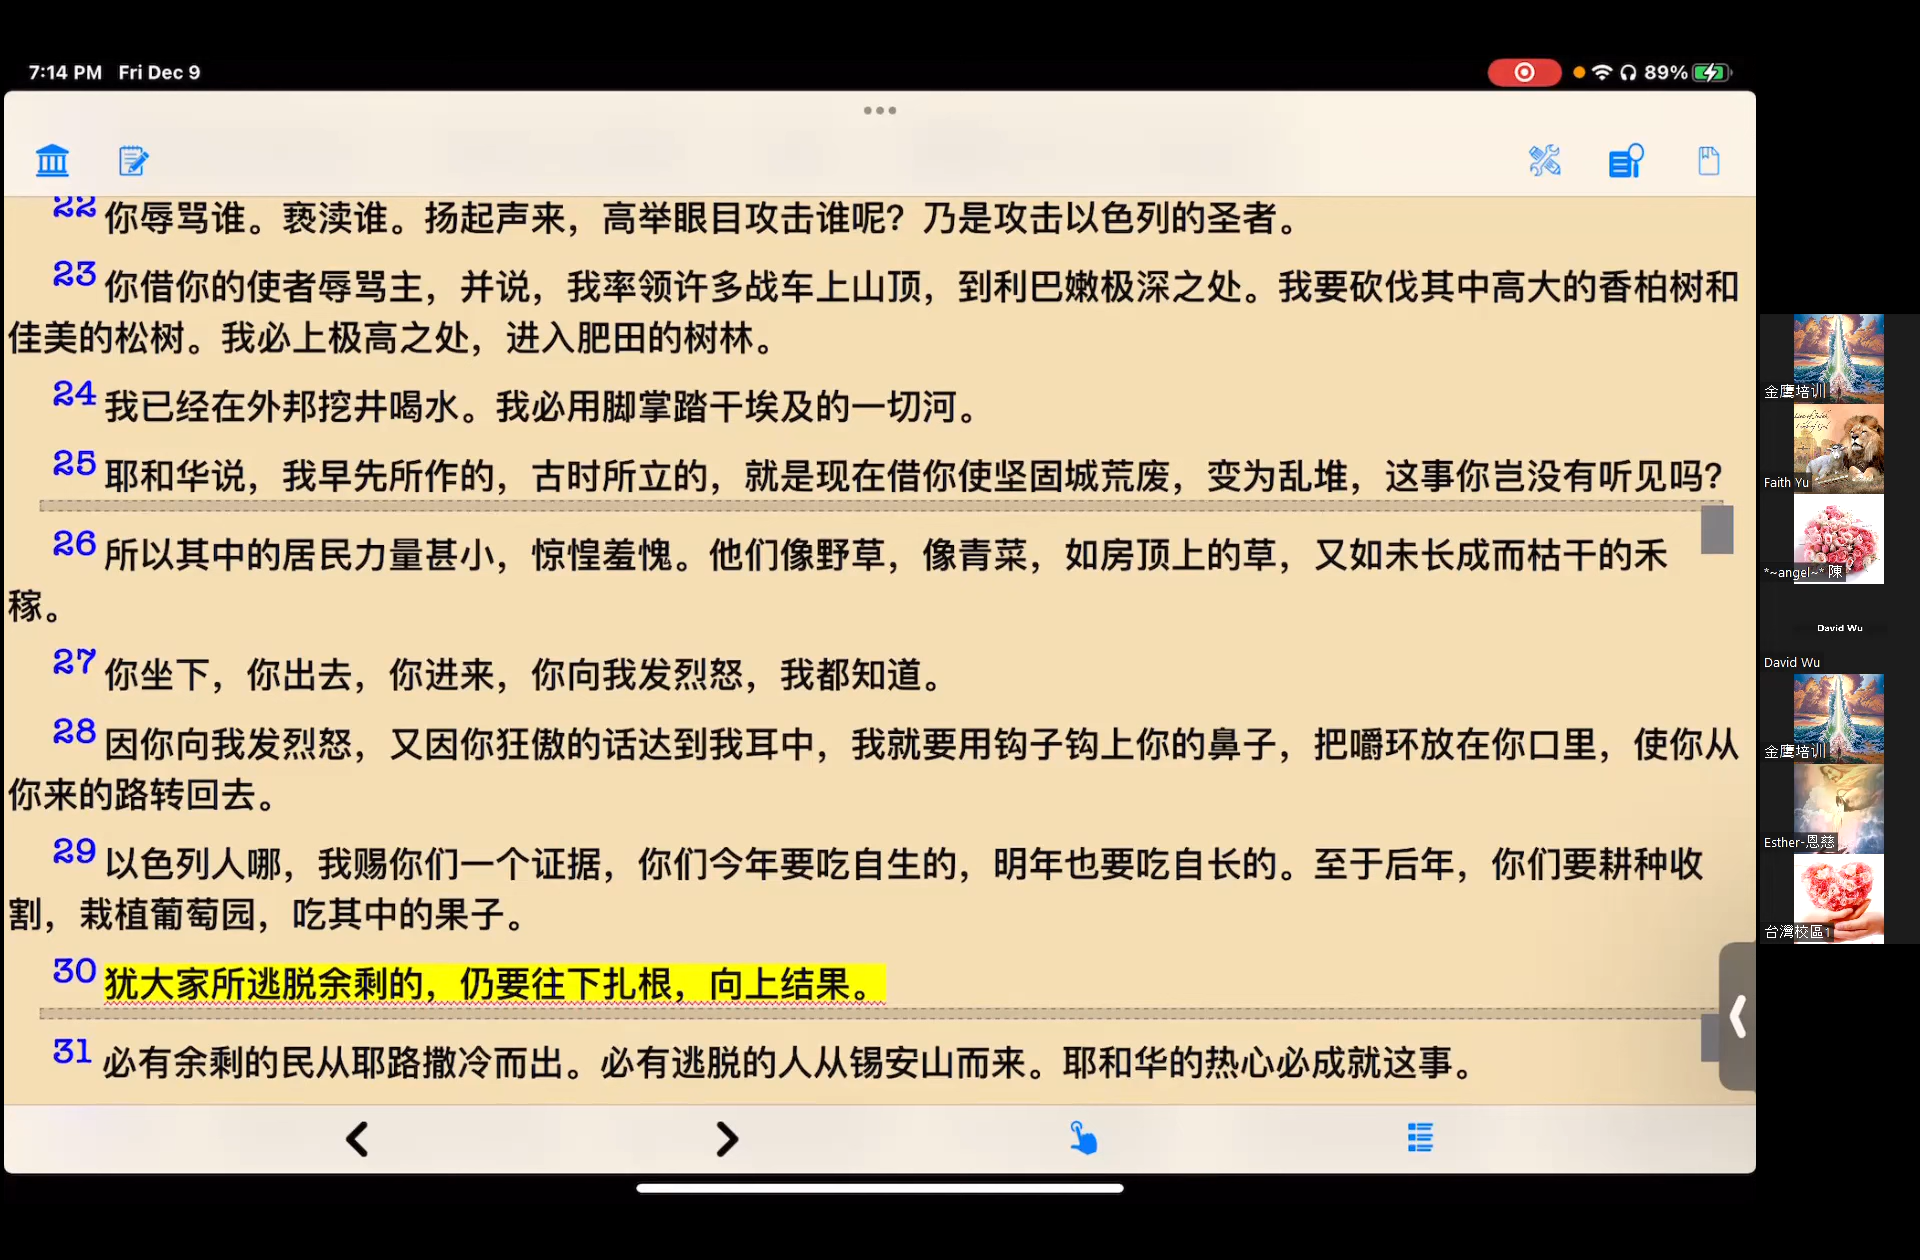 7:14 PM Fri Dec 9
89%
22 你辱骂谁。亵渎谁。扬起声来，高举眼目攻击谁呢？乃是攻击以色列的圣者。
23 你借你的使者辱骂主，并说，我率领许多战车上山顶，到利巴嫩极深之处。我要砍伐其中高大的香柏树和
佳美的松树。我必上极高之处，进入肥田的树林。
24 我已经在外邦挖井喝水。我必用脚掌踏干埃及的一切河。
25 耶和华说，我早先所作的，古时所立的，就是现在借你使坚固城荒废，变为乱堆，这事你岂没有听见吗？
26 所以其中的居民力量甚小，惊惶羞愧。他们像野草，像青菜，如房顶上的草，又如未长成而枯干的禾
稼。
27 你坐下，你出去，你进来，你向我发烈怒，我都知道。
28 因你向我发烈怒，又因你狂傲的话达到我耳中，我就要用钩子钩上你的鼻子，把嚼环放在你口里，使你从
你来的路转回去。
29 以色列人哪，我赐你们一个证据，你们今年要吃自生的，明年也要吃自长的。至于后年，你们要耕种收
割，栽植葡萄园，吃其中的果子。
30 犹大家所逃脱余剩的，仍要往下扎根，向上结果。
31 必有余剩的民从耶路撒冷而出。必有逃脱的人从锡安山而来。耶和华的热心必成就这事。
金鷹培训
Faith Yu
*~angel~* 陳
David Wu
David Wu
金鷹培训
Esther-恩慈
台灣校區1